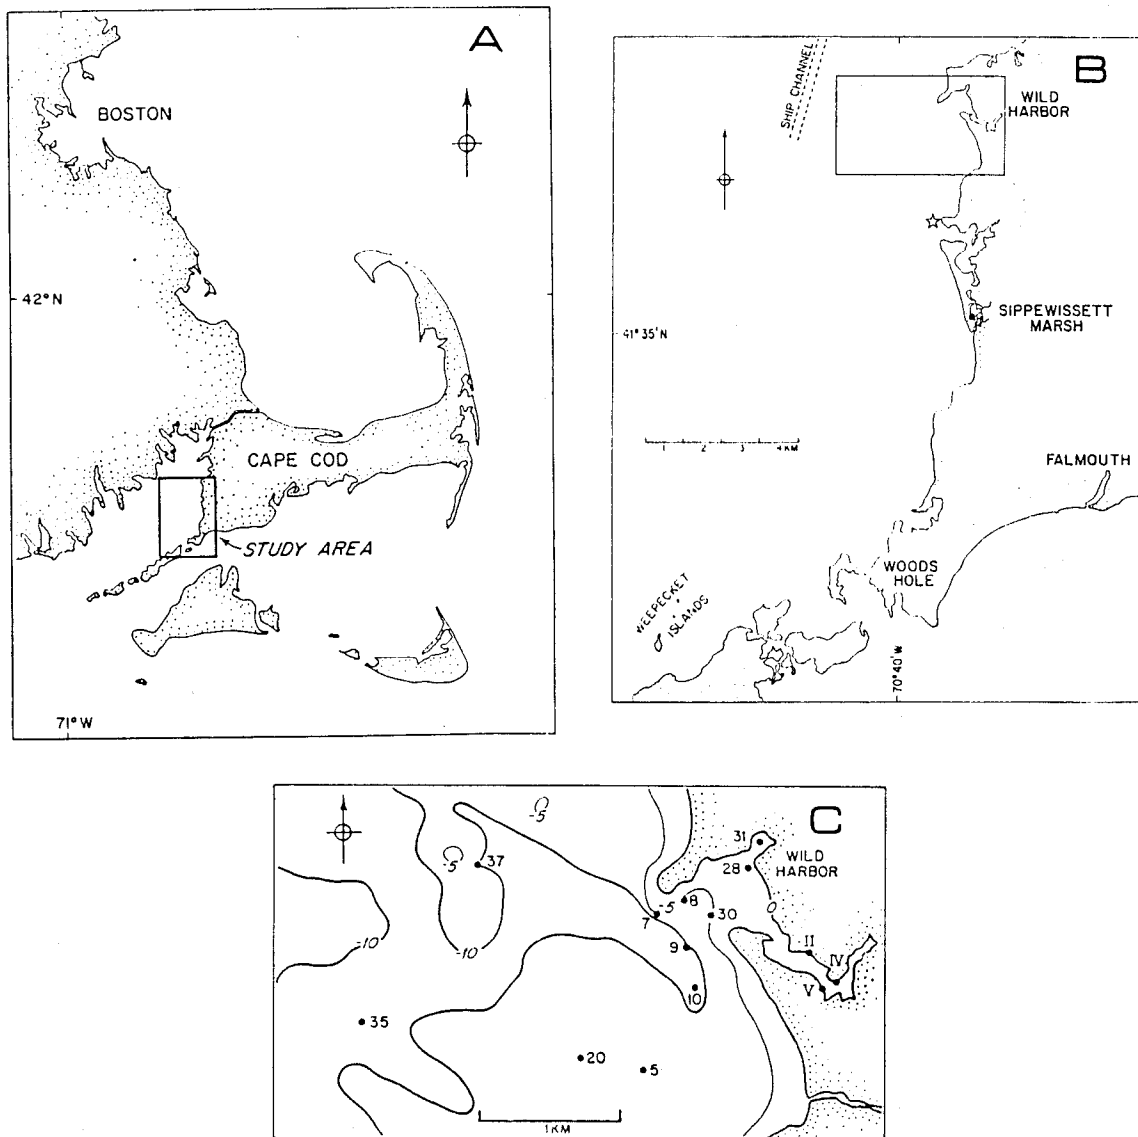 A
BOSTON
42°N
CAPE COD
STUDY AREA
71°W
B
SHIP CHANNEL
WILD
HARBOR
SIPPEWISSETT
MARSH
41°35'N
1 2 3 4 KM
FALMOUTH
WOODS
HOLE
WEEPECKET
ISLANDS
70°40'W
C
-5
31
WILD
HARBOR
-5
37
28
-5
8
0
7
30
9
-10
-10
II
IV
10
V
35
20
5
1 KM